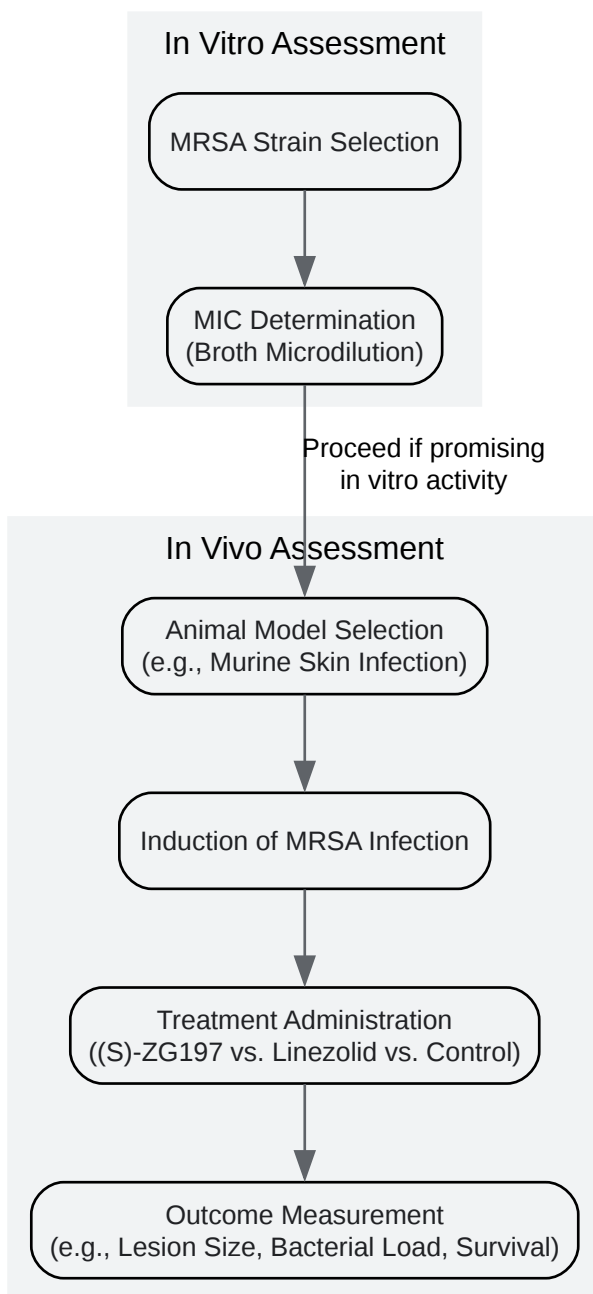 In Vitro Assessment
MRSA Strain Selection
MIC Determination
(Broth Microdilution)
Proceed if promising
in vitro activity
In Vivo Assessment
Animal Model Selection
(e.g., Murine Skin Infection)
Induction of MRSA Infection
Treatment Administration
((S)-ZG197 vs. Linezolid vs. Control)
Outcome Measurement
(e.g., Lesion Size, Bacterial Load, Survival)